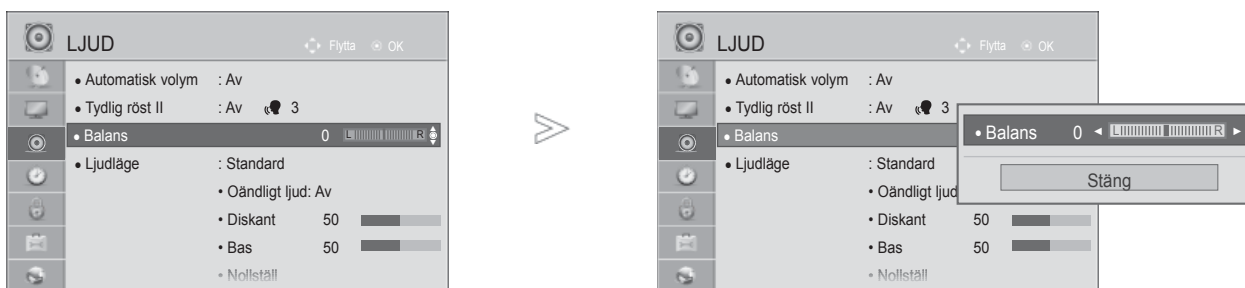 LJUD
Flytta OK
• Automatisk volym : Av
• Tydlig röst II : Av 3
• Balans 0 L R
• Ljudläge : Standard
• Oändligt ljud: Av
• Diskant 50
• Bas 50
• Nollställ
>
LJUD
Flytta OK
• Automatisk volym : Av
• Tydlig röst II : Av 3
• Balans
• Ljudläge : Standard
• Oändligt ljud
• Diskant 50
• Bas 50
• Nollställ
• Balans 0 ◄ L R ►
Stäng